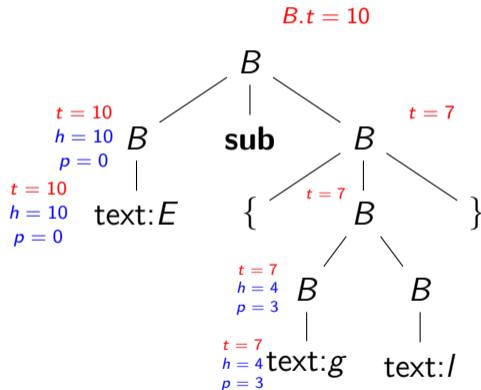 B.t = 10
B
t = 10
h = 10
p = 0
B
sub
B
t = 7
t = 10
h = 10
p = 0
text:E
{
t = 7
B
}
t = 7
h = 4
p = 3
B
B
t = 7
h = 4
p = 3
text:g
text:l